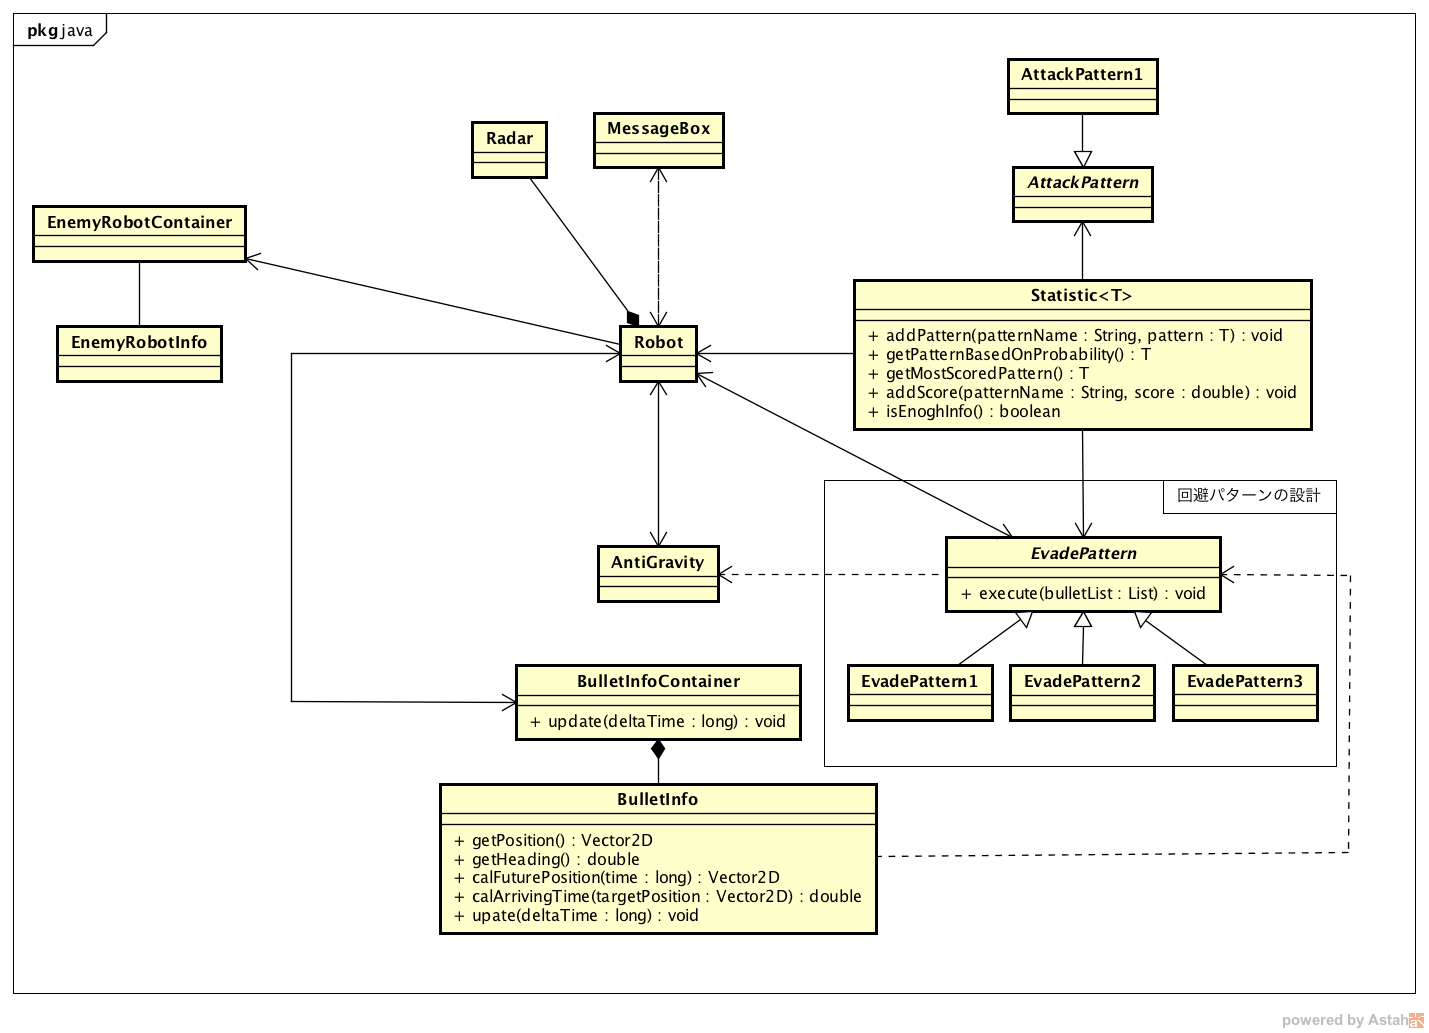 pkg java
AttackPattern1
MessageBox
Radar
AttackPattern
EnemyRobotContainer
Statistic<T>
+ addPattern(patternName : String, pattern : T) : void
+ getPatternBasedOnProbability() : T
+ getMostScoredPattern() : T
+ addScore(patternName : String, score : double) : void
+ isEnoghInfo() : boolean
EnemyRobotInfo
Robot
回避パターンの設計
AntiGravity
EvadePattern
+ execute(bulletList : List) : void
EvadePattern1
EvadePattern2
EvadePattern3
BulletInfoContainer
+ update(deltaTime : long) : void
BulletInfo
+ getPosition() : Vector2D
+ getHeading() : double
+ calFuturePosition(time : long) : Vector2D
+ calArrivingTime(targetPosition : Vector2D) : double
+ upate(deltaTime : long) : void
powered by Astah